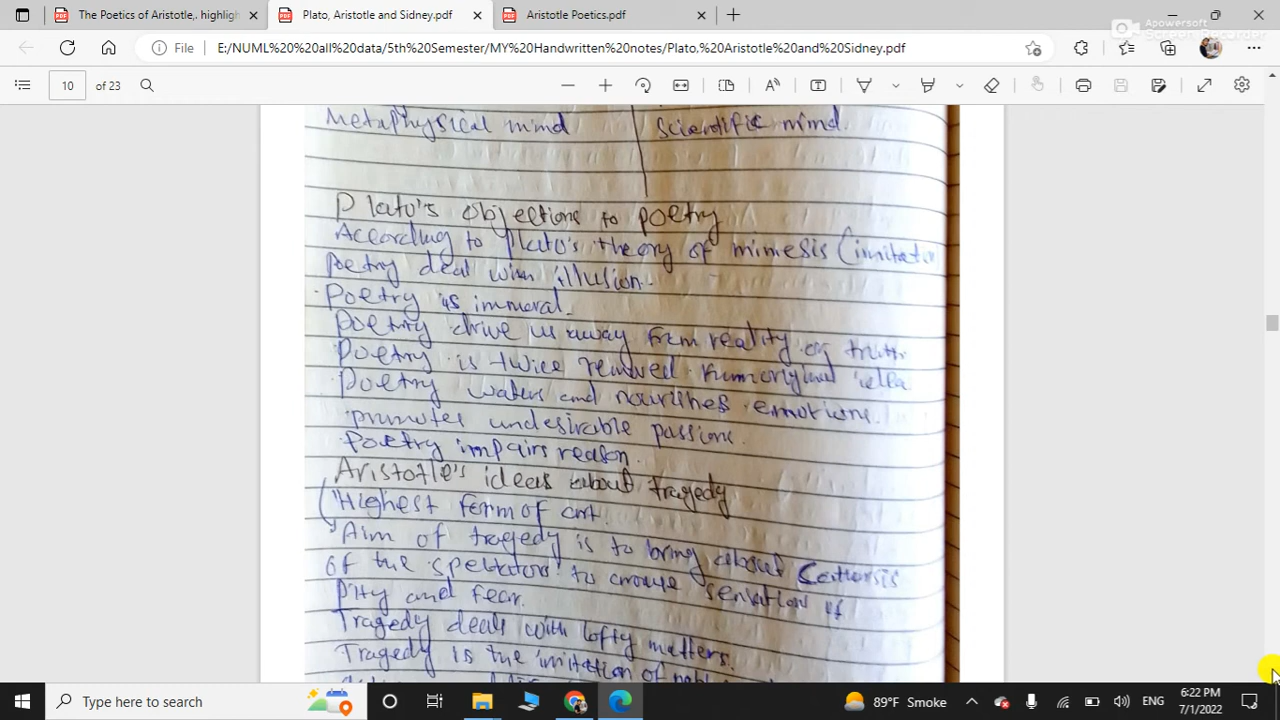 The Poetics of Aristotle,. highligh
Plato, Aristotle and Sidney.pdf
Aristotle Poetics.pdf
Apowersoft
Screen Recorder
File
E:/NUML%20%20all%20data/5th%20Semester/MY%20Handwritten%20notes/Plato,%20Aristotle%20and%20Sidney.pdf
10 of 23
Metaphysical mind
Scientific mind.
Plato's objections to poetry
According to Plato's theory of mimesis (imitation
poetry deal with illusion.
Poetry is immoral.
Poetry drive us away from reality or truth.
Poetry is twice removed from original idea
Poetry waters and nourishes emotions.
promotes undesirable passions.
Poetry impairs reason.
Aristotle's ideas about tragedy
Highest form of art.
Aim of tragedy is to bring about Catharsis
of the spectators to arouse sensation of
Pity and fear.
Tragedy deals with lofty matters.
Tragedy is the imitation of
Type here to search
89°F Smoke
ENG
6:22 PM
7/1/2022